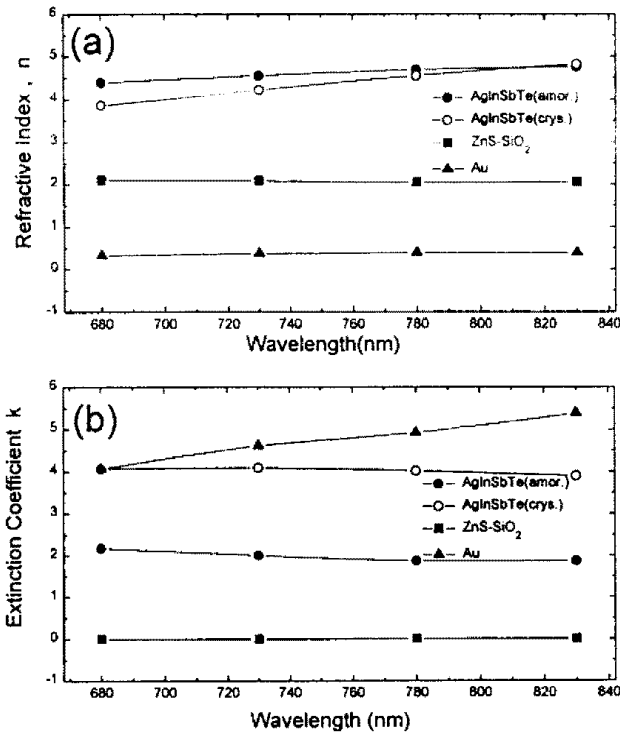 (a)
Refractive Index , n
6
5
4
3
2
1
0
-1
AgInSbTe(amor.)
AgInSbTe(crys.)
ZnS-SiO₂
Au
680 700 720 740 760 780 800 820 840
Wavelength(nm)
(b)
Extinction Coefficient k
6
5
4
3
2
1
0
-1
AgInSbTe(amor.)
AgInSbTe(crys.)
ZnS-SiO₂
Au
680 700 720 740 760 780 800 820 840
Wavelength (nm)